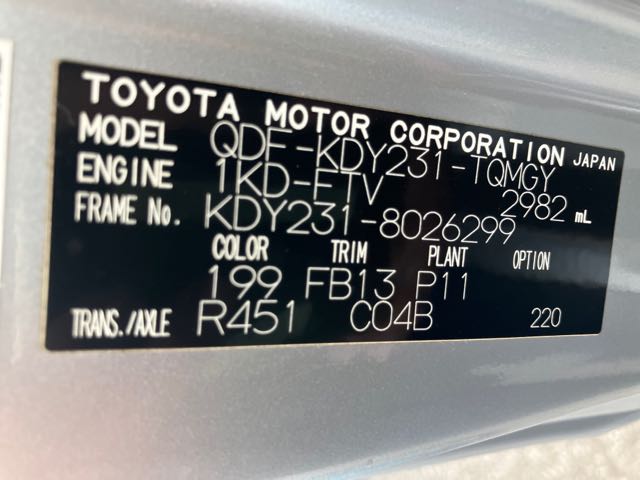 TOYOTA MOTOR CORPORATION JAPAN
MODEL QDF-KDY231-TQMGY
ENGINE 1KD-FTV 2982 mL
FRAME No. KDY231-8026299
COLOR TRIM PLANT OPTION
199 FB13 P11
TRANS./AXLE R451 C04B 220